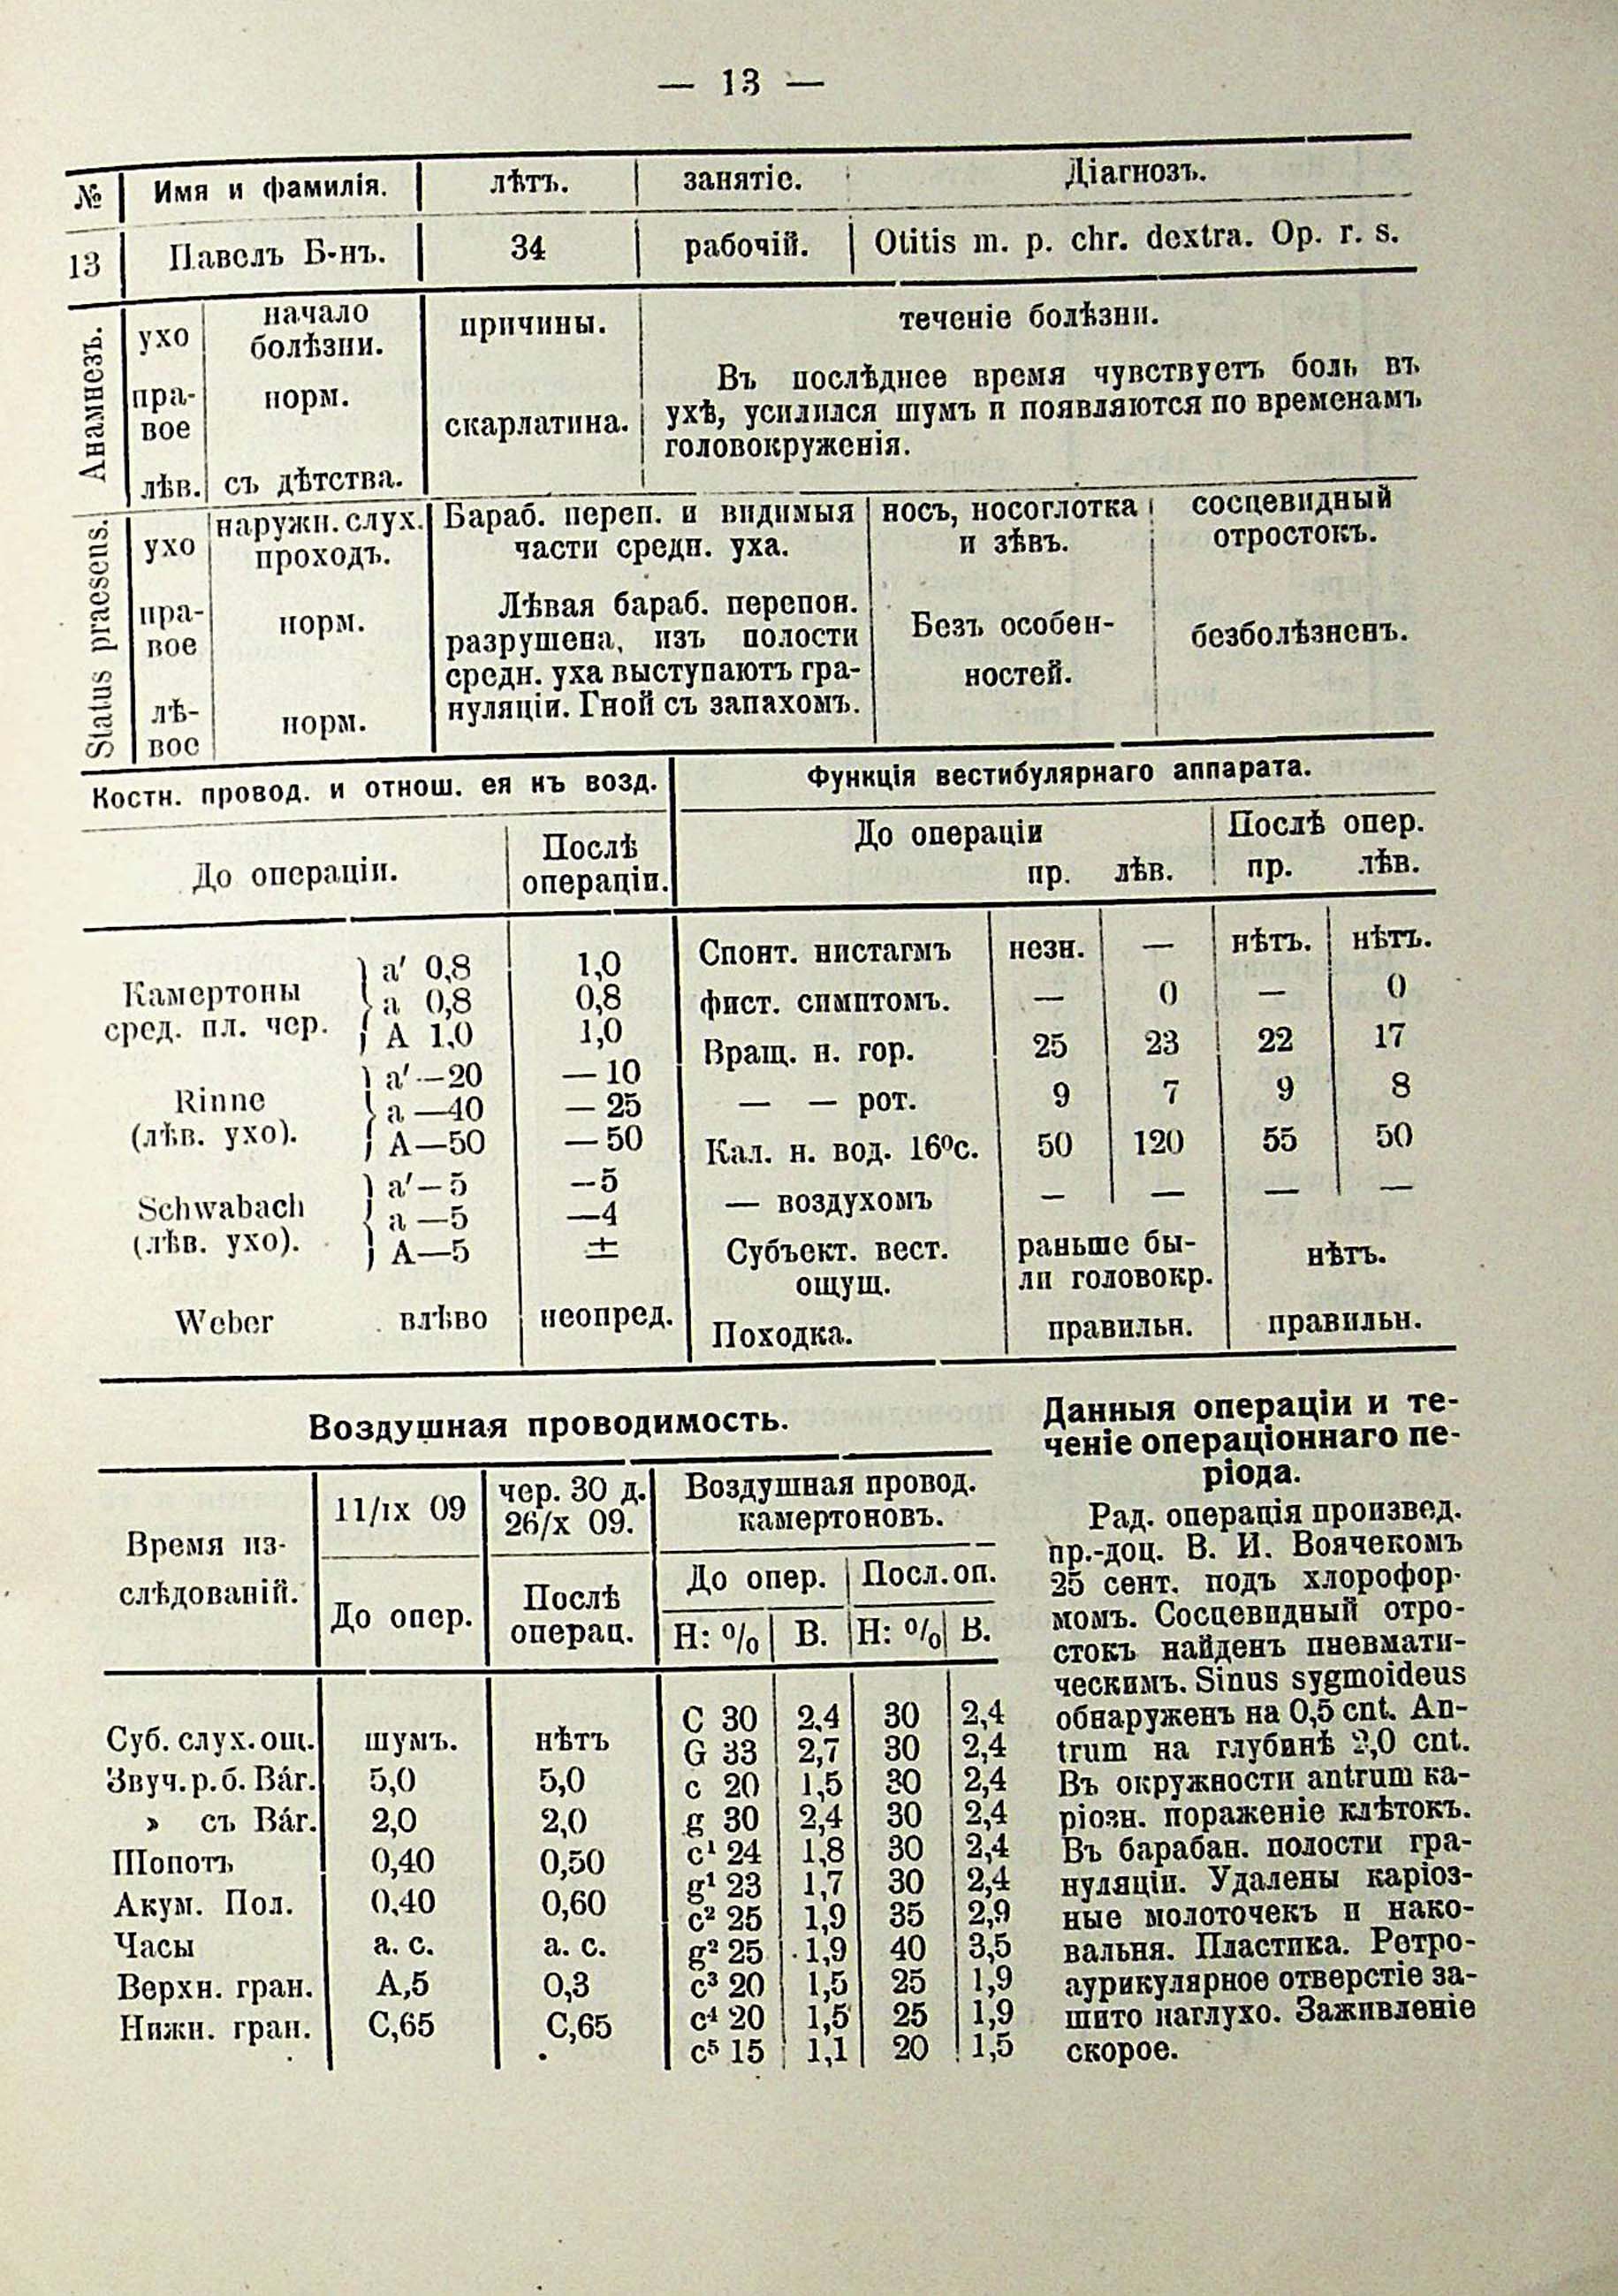 — 13 —
№ Имя и фамилія. лѣтъ. занятіе. Діагнозъ.
13 Павелъ Б-нъ. 34 рабочій. Otitis m. p. chr. dextra. Op. r. s.
Анамнезъ.
ухо начало болѣзни. причины. теченіе болѣзни.
пра-вое норм. скарлатина.
лѣв. съ дѣтства.
Въ послѣднее время чувствуетъ боль въ
ухѣ, усилился шумъ и появляются по временамъ
головокруженія.
Status praesens.
ухо наружн. слух. проходъ. Бараб. переп. и видимыя части средн. уха. носъ, носоглотка и зѣвъ. сосцевидный отростокъ.
пра-вое норм.
лѣ-вое норм.
Лѣвая бараб. перепон.
разрушена, изъ полости
средн. уха выступаютъ гра-
нуляціи. Гной съ запахомъ.
Безъ особен-
ностей.
безболѣзненъ.
Костн. провод. и отнош. ея къ возд.
До операціи. Послѣ операціи.
Камертоны сред. пл. чер. a′ 0,8 1,0
a 0,8 0,8
A 1,0 1,0
Rinne (лѣв. ухо). a′ —20 —10
a —40 —25
A—50 —50
Schwabach (лѣв. ухо). a′—5 —5
a —5 —4
A—5 ±
Weber влѣво неопред.
Функція вестибулярнаго аппарата.
До операціи Послѣ опер.
пр. лѣв. пр. лѣв.
Спонт. нистагмъ незн. — нѣтъ. нѣтъ.
фист. симптомъ. — 0 — 0
Вращ. н. гор. 25 23 22 17
— — рот. 9 7 9 8
Кал. н. вод. 16°с. 50 120 55 50
— воздухомъ — — — —
Субъект. вест. ощущ. раньше бы-ли головокр. нѣтъ.
Походка. правильн. правильн.
Воздушная проводимость.
Время из-слѣдованій. 11/ix 09 чер. 30 д. 26/x 09.
До опер. Послѣ операц.
Суб. слух. ощ. шумъ. нѣтъ
Звуч. р. б. Bár. 5,0 5,0
» съ Bár. 2,0 2,0
Шопотъ 0,40 0,50
Акум. Пол. 0,40 0,60
Часы a. c. a. c.
Верхн. гран. A,5 0,3
Нижн. гран. C,65 C,65
Воздушная провод. камертоновъ.
До опер. Посл. оп.
H: % B. H: % B.
C 30 2,4 30 2,4
G 33 2,7 30 2,4
c 20 1,5 30 2,4
g 30 2,4 30 2,4
c¹ 24 1,8 30 2,4
g¹ 23 1,7 30 2,4
c² 25 1,9 35 2,9
g² 25 1,9 40 3,5
c³ 20 1,5 25 1,9
c⁴ 20 1,5 25 1,9
c⁵ 15 1,1 20 1,5
Данныя операціи и те-
ченіе операціоннаго пе-
ріода.
Рад. операція произвед.
пр.-доц. В. И. Воячекомъ
25 сент. подъ хлорофор-
момъ. Сосцевидный отро-
стокъ найденъ пневмати-
ческимъ. Sinus sygmoideus
обнаруженъ на 0,5 cnt. An-
trum на глубинѣ 2,0 cnt.
Въ окружности antrum ка-
ріозн. пораженіе клѣтокъ.
Въ барабан. полости гра-
нуляціи. Удалены каріоз-
ные молоточекъ и нако-
вальня. Пластика. Ретро-
аурикулярное отверстіе за-
шито наглухо. Заживленіе
скорое.